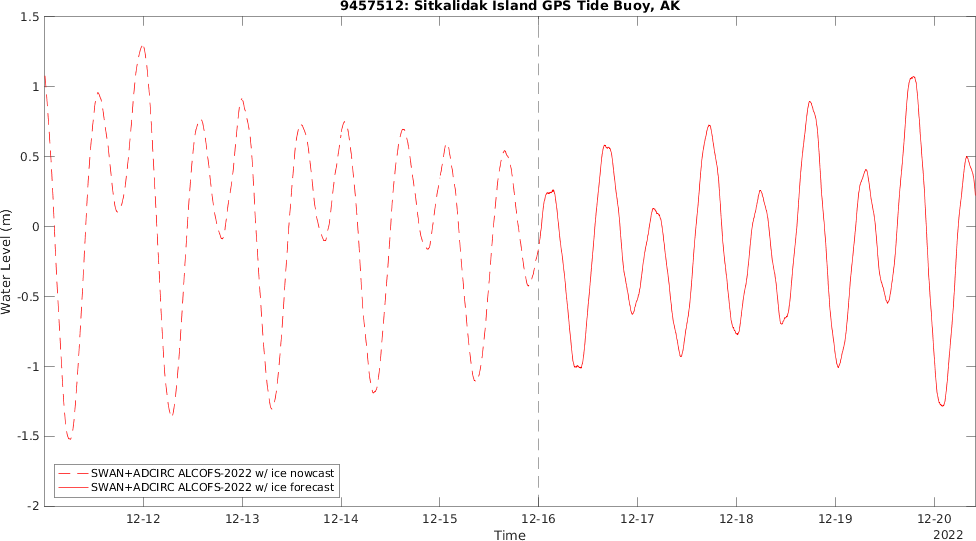 9457512: Sitkalidak Island GPS Tide Buoy, AK
1.5
1
0.5
0
-0.5
-1
-1.5
-2
Water Level (m)
SWAN+ADCIRC ALCOFS-2022 w/ ice nowcast
SWAN+ADCIRC ALCOFS-2022 w/ ice forecast
12-12 12-13 12-14 12-15 12-16 12-17 12-18 12-19 12-20
Time 2022